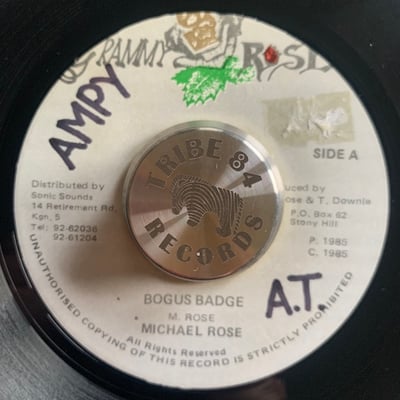 GRAMMY ROSE
AMPY
SIDE A
Distributed by
Sonic Sounds
14 Retirement Rd,
Kgn, 5
Tel: 92-62036
92-61204
TRIBE 84
RECORDS
uced by
ose & T. Downie
P.O. Box 62
Stony Hill
P. 1985
C. 1985
BOGUS BADGE
M. ROSE
MICHAEL ROSE
A.T.
All Rights Reserved
UNAUTHORISED COPYING OF THIS RECORD IS STRICTLY PROHIBITED